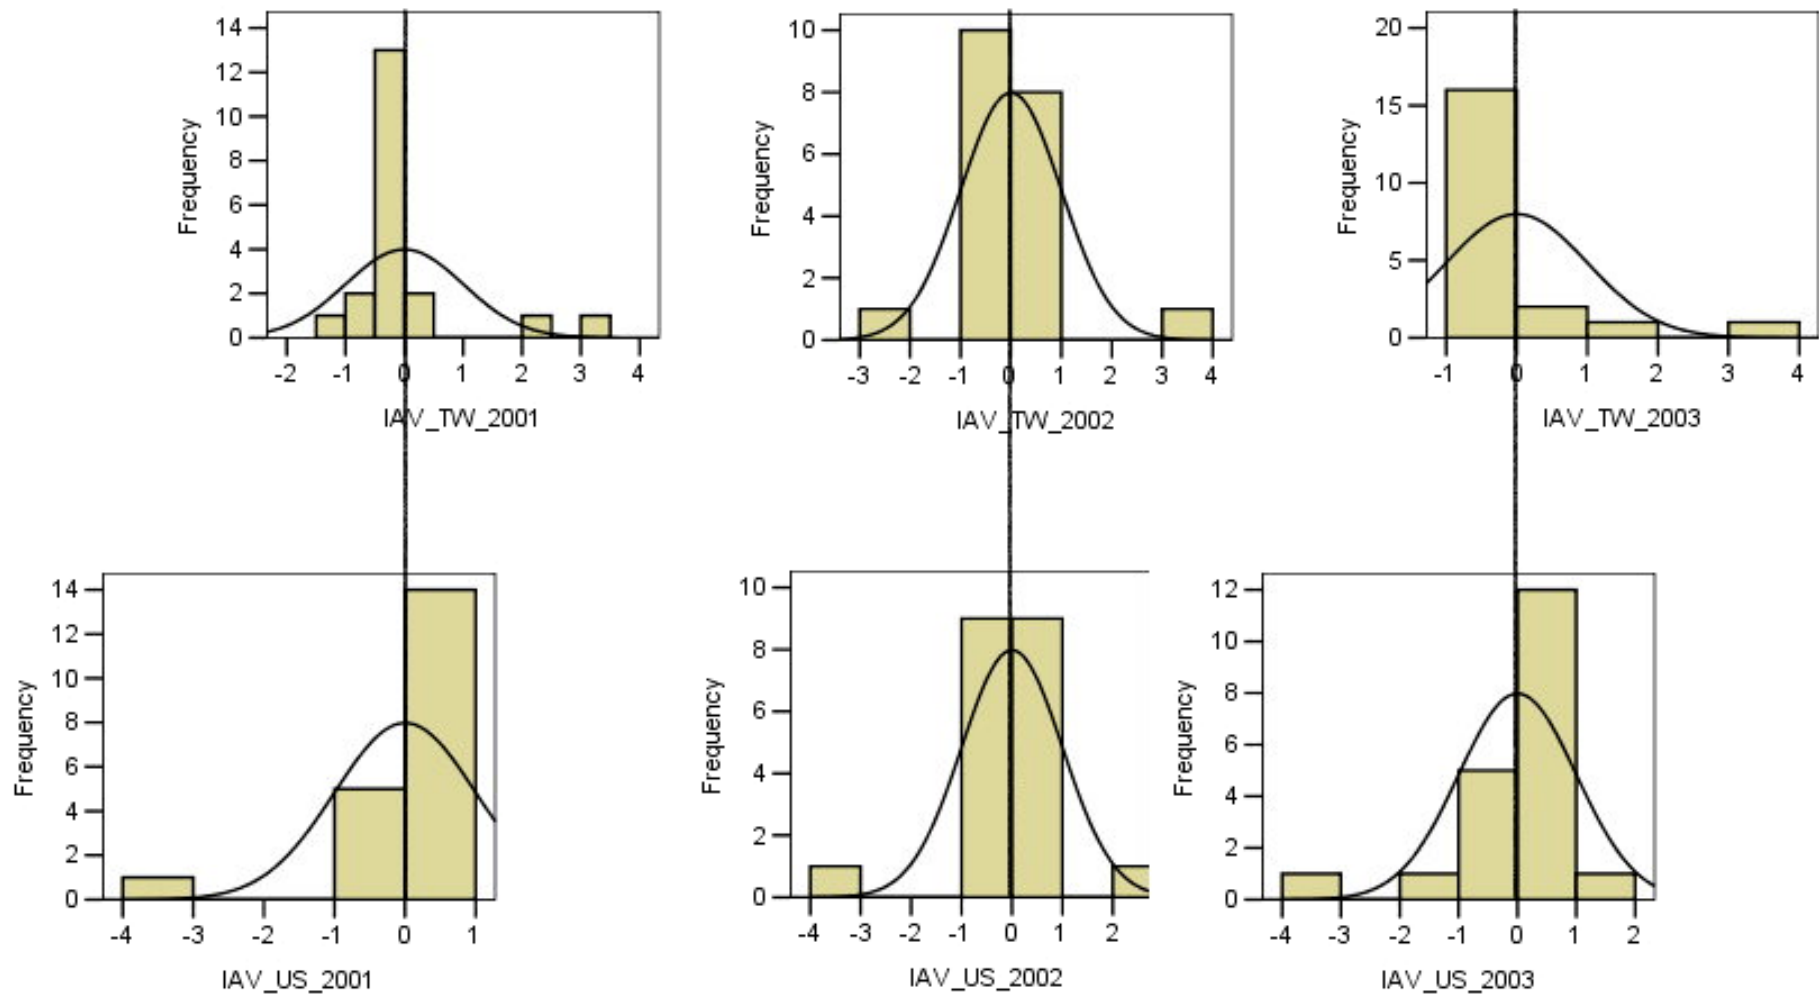 Frequency
14
12
10
8
6
4
2
0
-2 -1 0 1 2 3 4
IAV_TW_2001
Frequency
10
8
6
4
2
0
-3 -2 -1 0 1 2 3 4
IAV_TW_2002
Frequency
20
15
10
5
0
-1 0 1 2 3 4
IAV_TW_2003
Frequency
14
12
10
8
6
4
2
0
-4 -3 -2 -1 0 1
IAV_US_2001
Frequency
10
8
6
4
2
0
-4 -3 -2 -1 0 1 2
IAV_US_2002
Frequency
12
10
8
6
4
2
0
-4 -3 -2 -1 0 1 2
IAV_US_2003